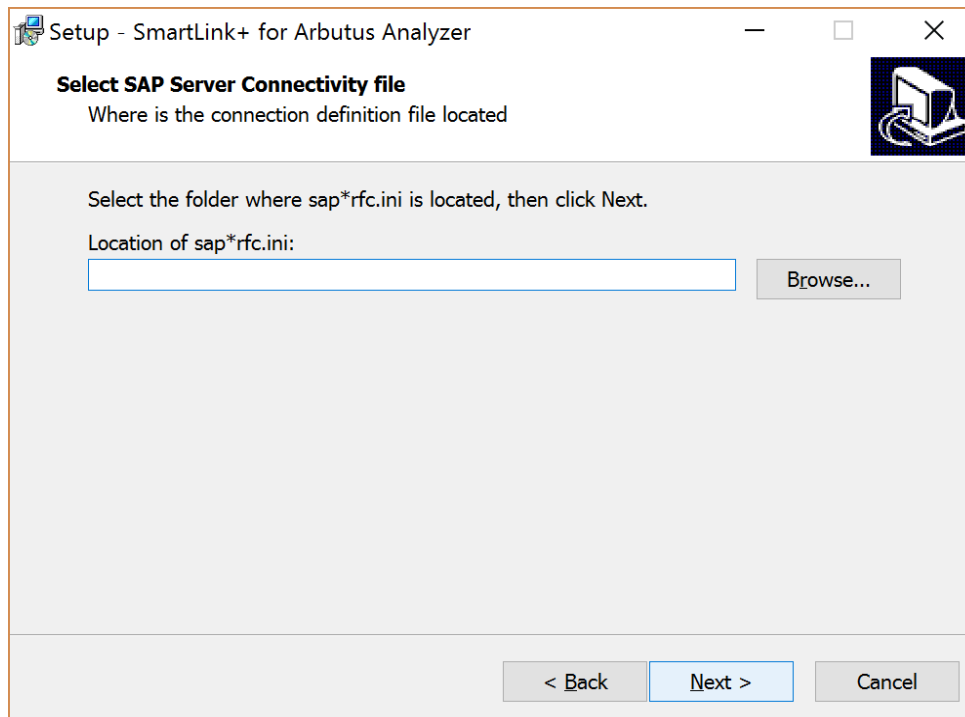 Setup - SmartLink+ for Arbutus Analyzer
Select SAP Server Connectivity file
Where is the connection definition file located
Select the folder where sap*rfc.ini is located, then click Next.
Location of sap*rfc.ini:
Browse...
< Back
Next >
Cancel